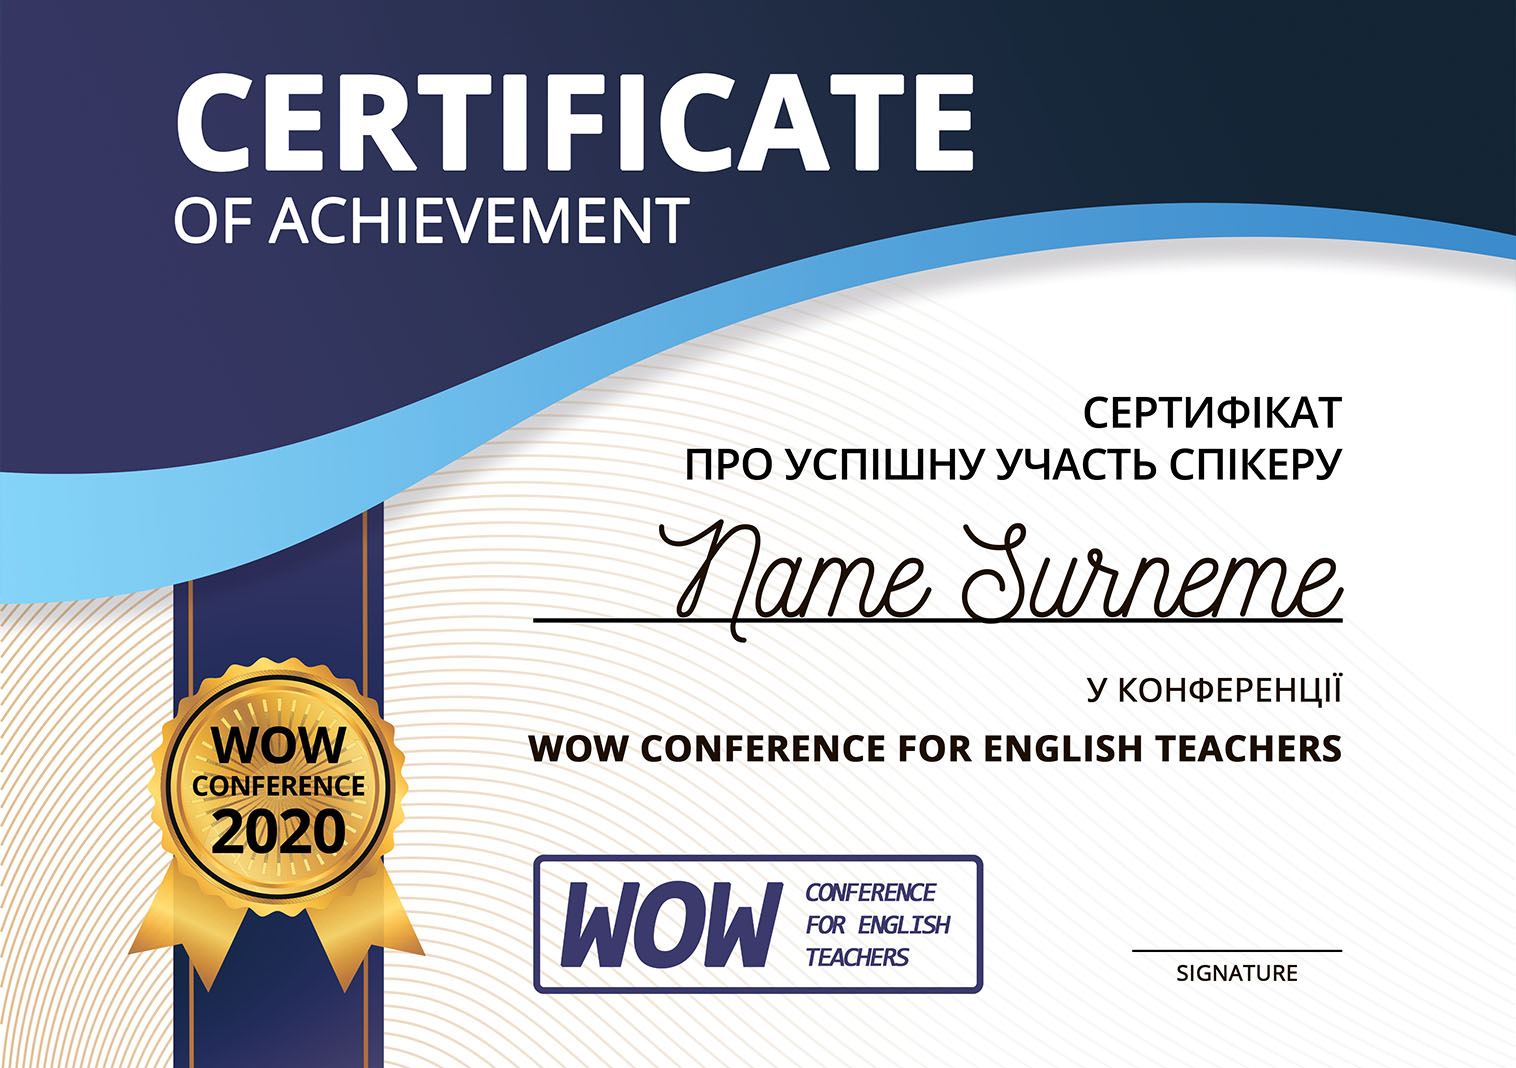 CERTIFICATE
OF ACHIEVEMENT
СЕРТИФІКАТ
ПРО УСПІШНУ УЧАСТЬ СПІКЕРУ
Name Surneme
У КОНФЕРЕНЦІЇ
WOW CONFERENCE FOR ENGLISH TEACHERS
WOW
CONFERENCE
2020
WOW
CONFERENCE
FOR ENGLISH
TEACHERS
SIGNATURE